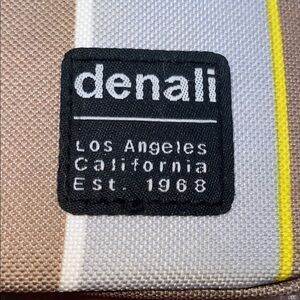 denali
Los Angeles
California
Est. 1968